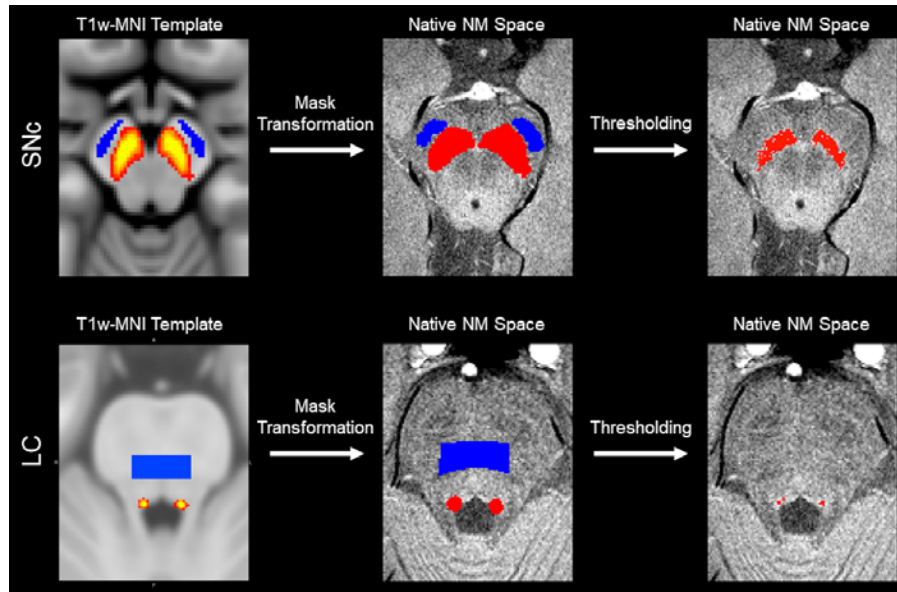 T1w-MNI Template
Native NM Space
Native NM Space
SNc
Mask
Transformation
Thresholding
T1w-MNI Template
Native NM Space
Native NM Space
LC
Mask
Transformation
Thresholding